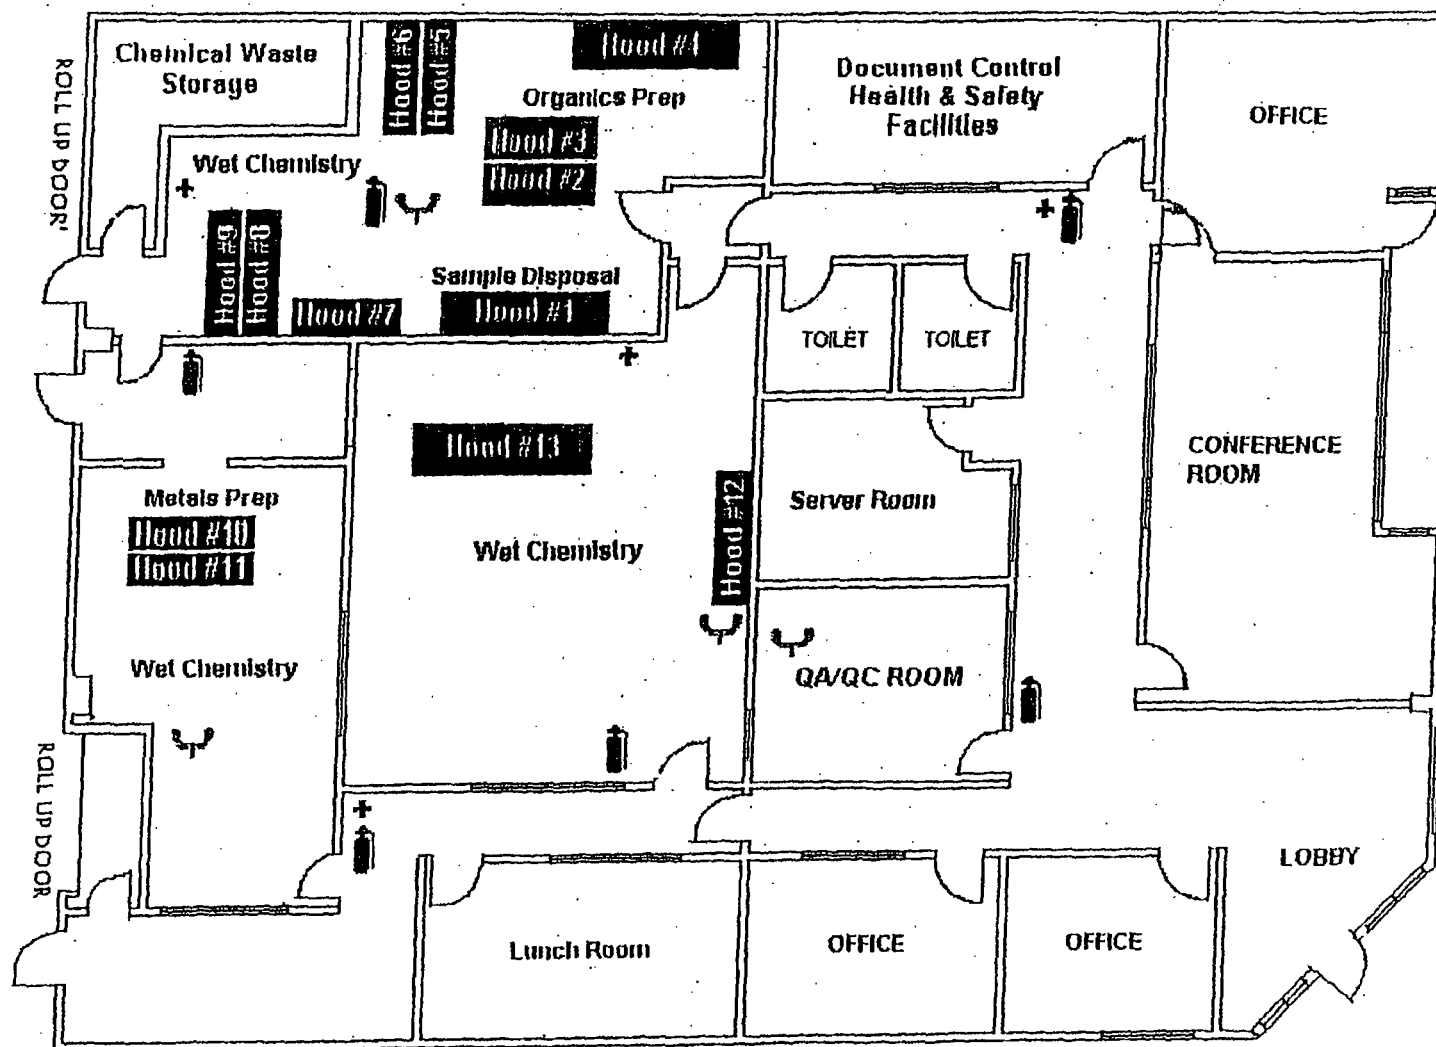 Chemical Waste
Storage
ROLL UP DOOR
Hood #6
Hood #5
Hood #4
Organics Prep
Hood #3
Hood #2
Document Control
Health & Safety
Facilities
OFFICE
Wet Chemistry
Hood #9
Hood #8
Hood #7
Sample Disposal
Hood #1
TOILET
TOILET
Hood #13
Hood #12
CONFERENCE
ROOM
Server Room
Metals Prep
Hood #10
Hood #11
Wet Chemistry
Wet Chemistry
QA/QC ROOM
ROLL UP DOOR
LOBBY
Lunch Room
OFFICE
OFFICE